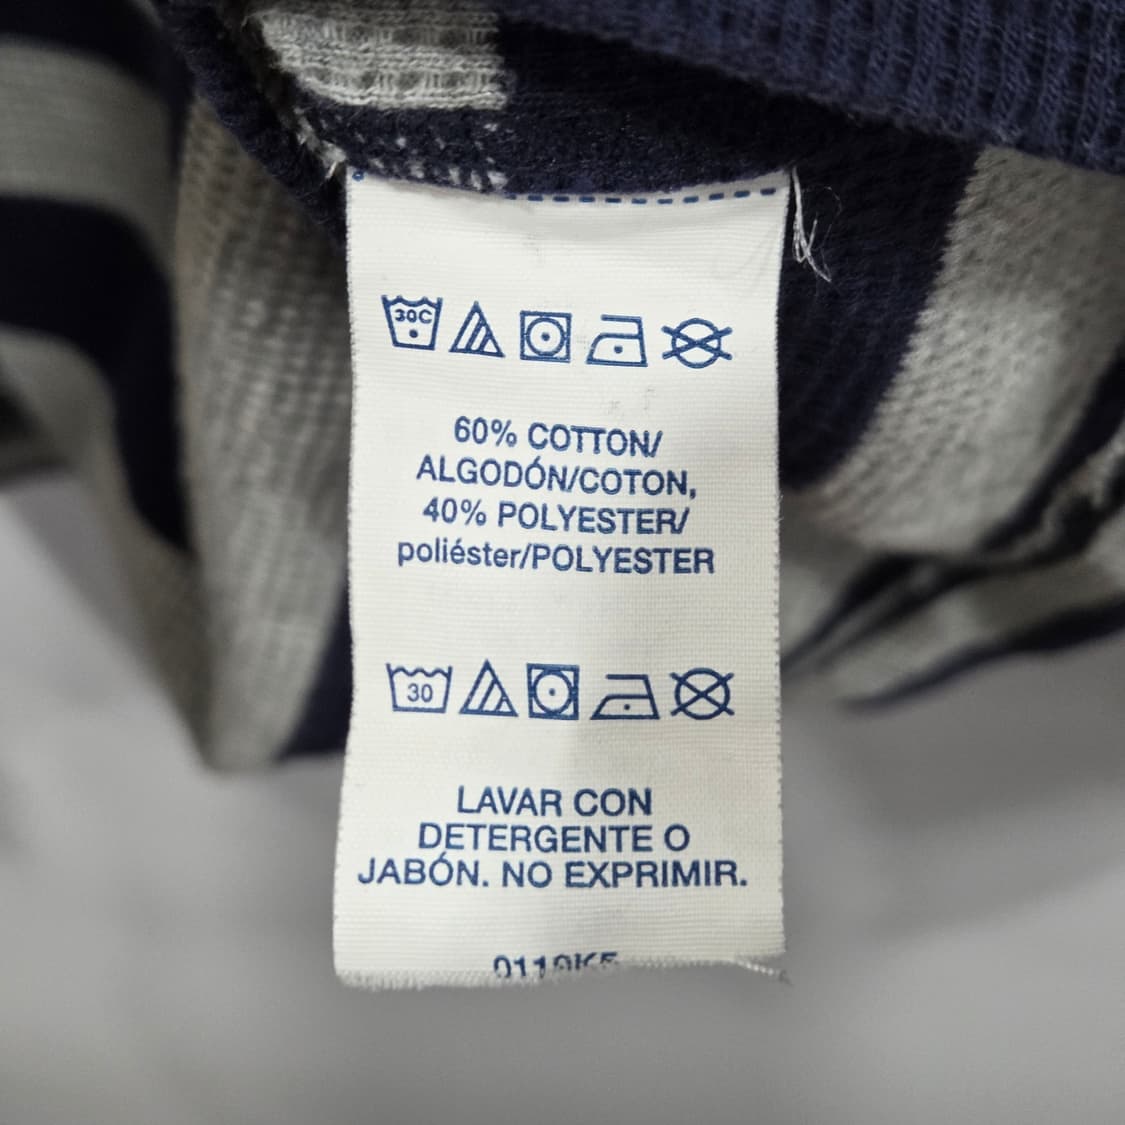 30C
60% COTTON/
ALGODÓN/COTON,
40% POLYESTER/
poliéster/POLYESTER
30
LAVAR CON
DETERGENTE O
JABÓN. NO EXPRIMIR.